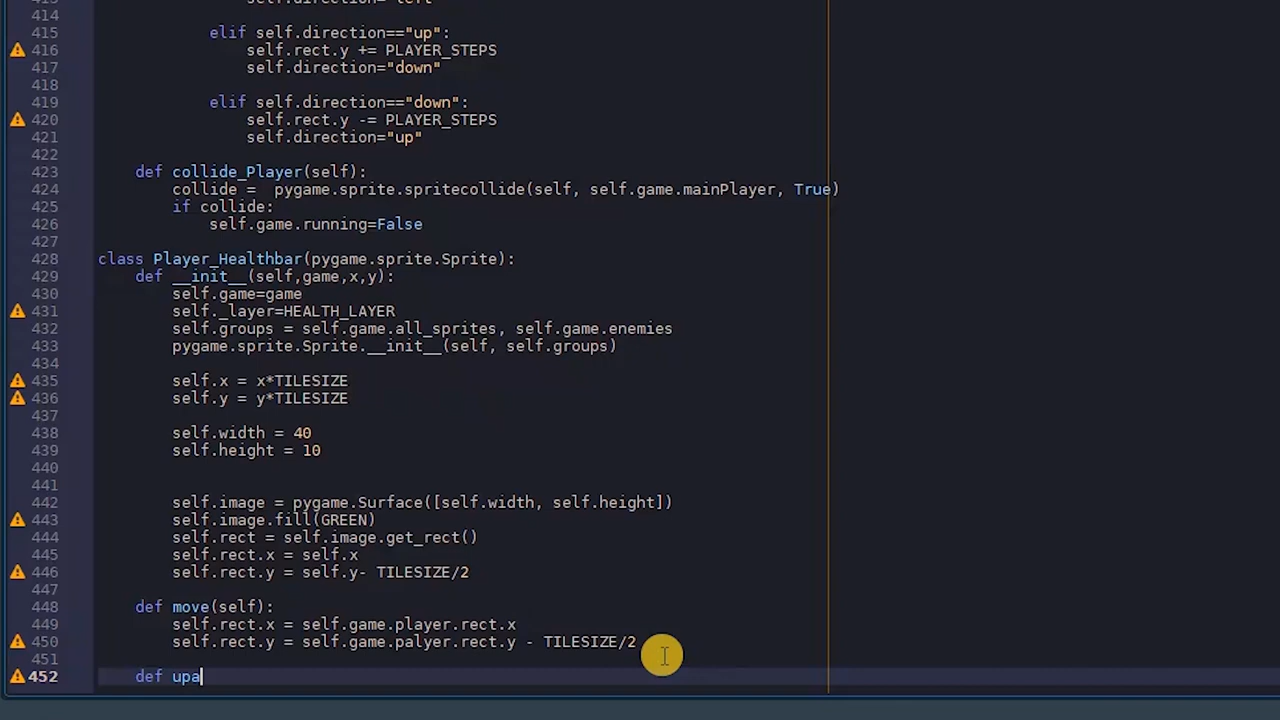 414
415 elif self.direction=="up":
416 self.rect.y += PLAYER_STEPS
417 self.direction="down"
418
419 elif self.direction=="down":
420 self.rect.y -= PLAYER_STEPS
421 self.direction="up"
422
423 def collide_Player(self):
424 collide =  pygame.sprite.spritecollide(self, self.game.mainPlayer, True)
425 if collide:
426 self.game.running=False
427
428 class Player_Healthbar(pygame.sprite.Sprite):
429 def __init__(self,game,x,y):
430 self.game=game
431 self._layer=HEALTH_LAYER
432 self.groups = self.game.all_sprites, self.game.enemies
433 pygame.sprite.Sprite.__init__(self, self.groups)
434
435 self.x = x*TILESIZE
436 self.y = y*TILESIZE
437
438 self.width = 40
439 self.height = 10
440
441
442 self.image = pygame.Surface([self.width, self.height])
443 self.image.fill(GREEN)
444 self.rect = self.image.get_rect()
445 self.rect.x = self.x
446 self.rect.y = self.y- TILESIZE/2
447
448 def move(self):
449 self.rect.x = self.game.player.rect.x
450 self.rect.y = self.game.palyer.rect.y - TILESIZE/2
451
452 def upa